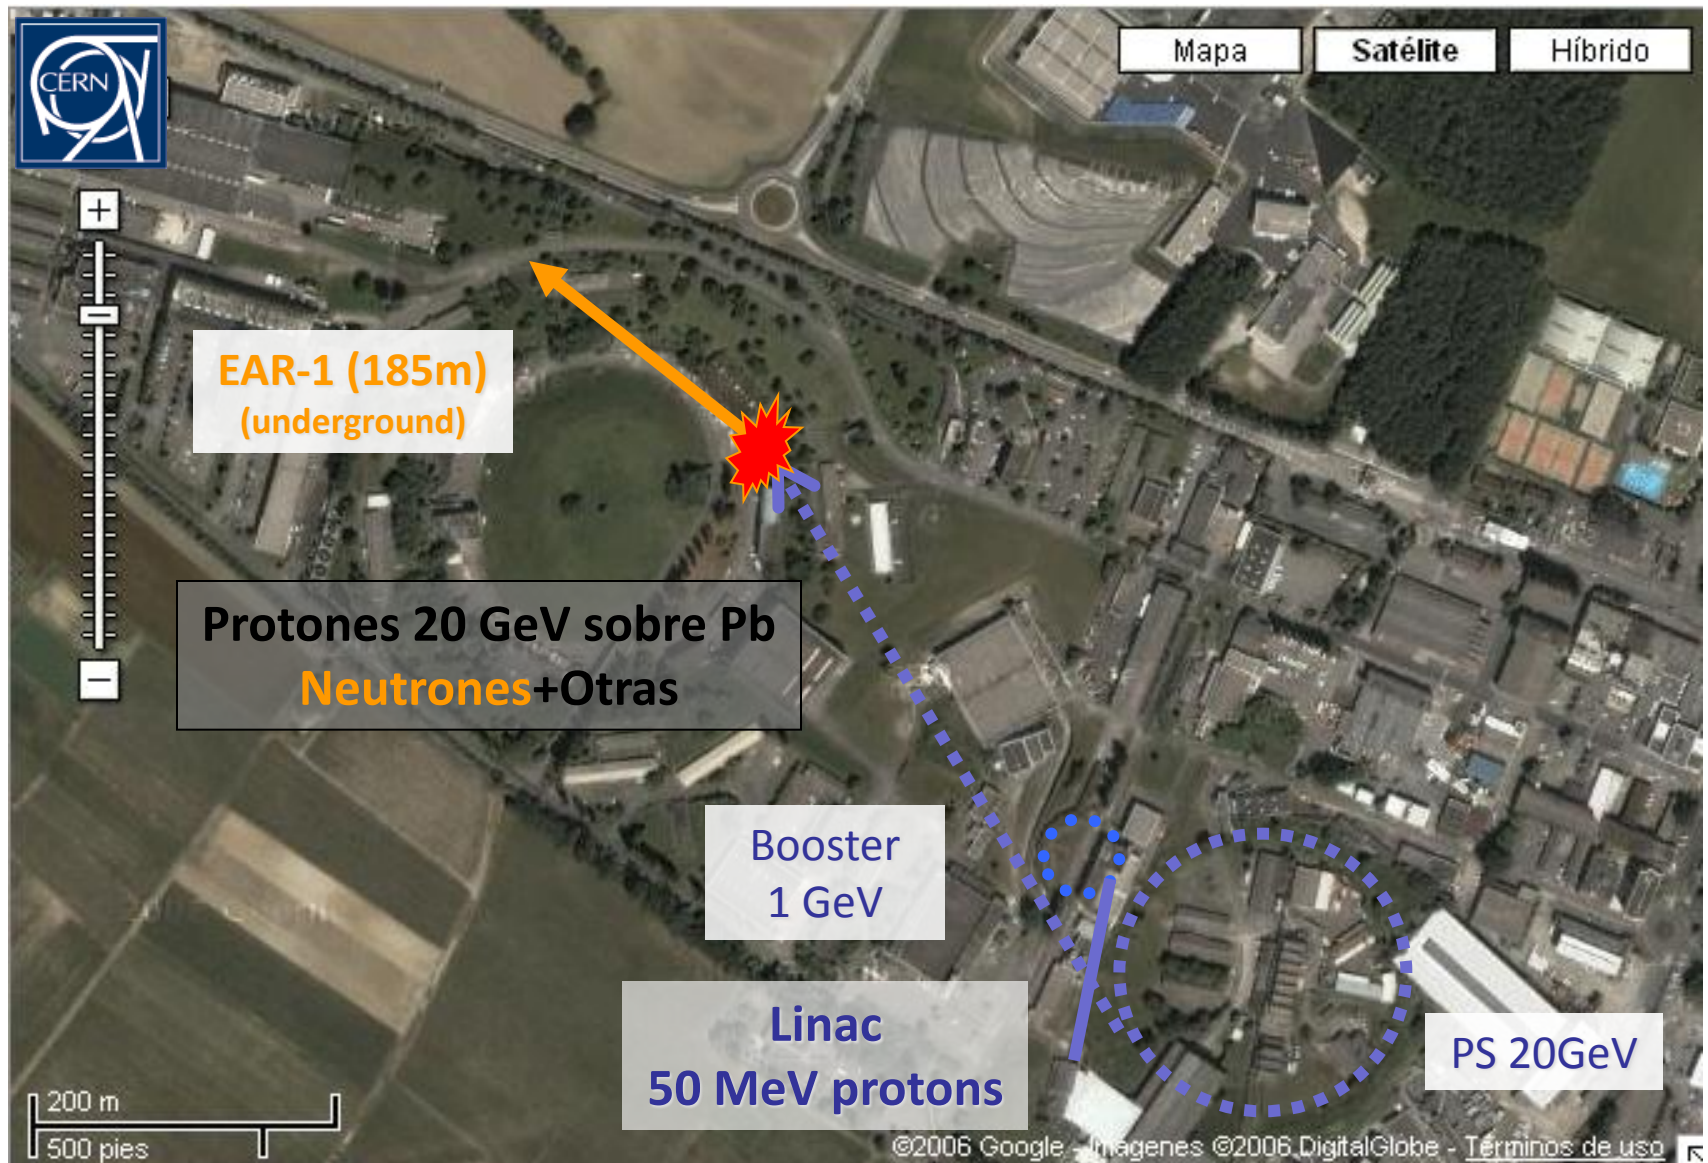 CERN
Mapa
Satélite
Híbrido
+
EAR-1 (185m)
(underground)
Protones 20 GeV sobre Pb
Neutrones+Otras
−
Booster
1 GeV
Linac
50 MeV protons
PS 20GeV
200 m
500 pies
©2006 Google - Imágenes ©2006 DigitalGlobe - Términos de uso